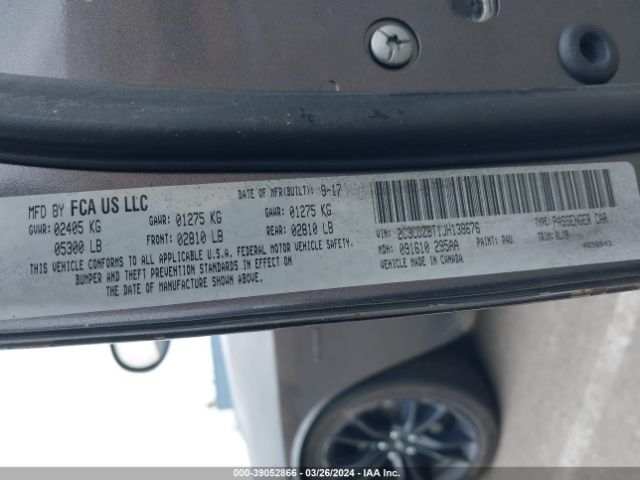 MFD BY FCA US LLC
DATE OF MFR(BUILT): 9-17
GVWR: 02405 KG
GAWR: 01275 KG
GAWR: 01275 KG
05300 LB
FRONT: 02810 LB
REAR: 02810 LB
THIS VEHICLE CONFORMS TO ALL APPLICABLE U.S.A. FEDERAL MOTOR VEHICLE SAFETY,
BUMPER AND THEFT PREVENTION STANDARDS IN EFFECT ON
THE DATE OF MANUFACTURE SHOWN ABOVE.
TYPE: PASSENGER CAR
MDH: 091610 295AA
PAINT: PAU
TRIM:
VEHICLE MADE IN CANADA
000-39052866 | 03/26/2024 | IAA Inc.